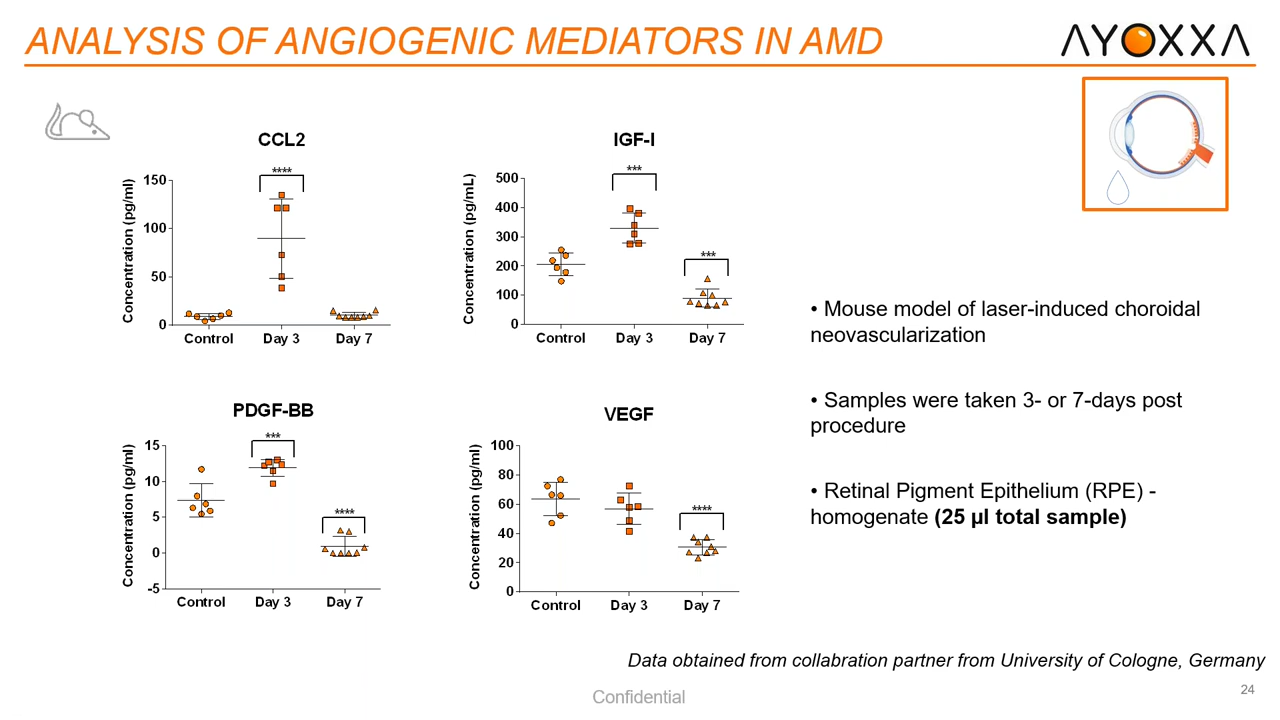 ANALYSIS OF ANGIOGENIC MEDIATORS IN AMD
AYOXXA
CCL2
Concentration (pg/ml)
150
100
50
0
****
Control
Day 3
Day 7
IGF-I
Concentration (pg/mL)
500
400
300
200
100
0
***
***
Control
Day 3
Day 7
PDGF-BB
Concentration (pg/ml)
15
10
5
0
-5
***
****
Control
Day 3
Day 7
VEGF
Concentration (pg/ml)
100
80
60
40
20
0
****
Control
Day 3
Day 7
• Mouse model of laser-induced choroidal
neovascularization
• Samples were taken 3- or 7-days post
procedure
• Retinal Pigment Epithelium (RPE) -
homogenate (25 µl total sample)
Data obtained from collabration partner from University of Cologne, Germany
Confidential
24